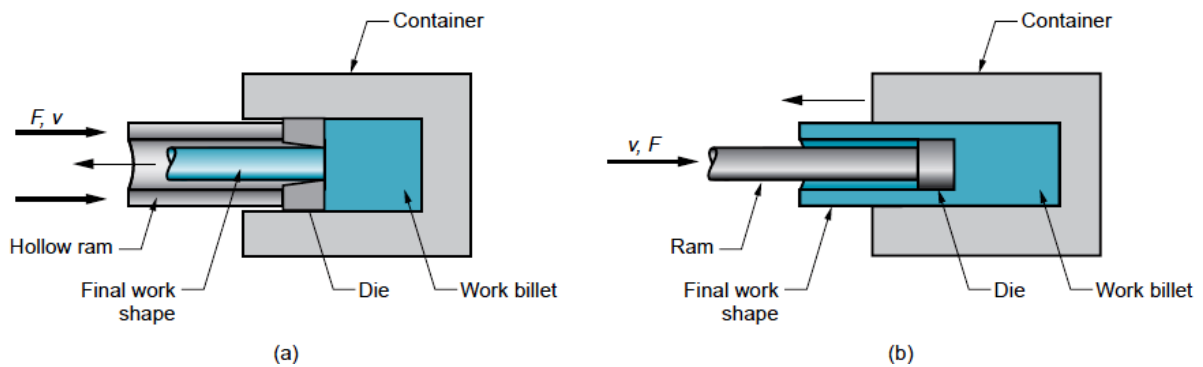 Container
F, v
Hollow ram
Final work
shape
Die
Work billet
(a)
Container
v, F
Ram
Final work
shape
Die
Work billet
(b)